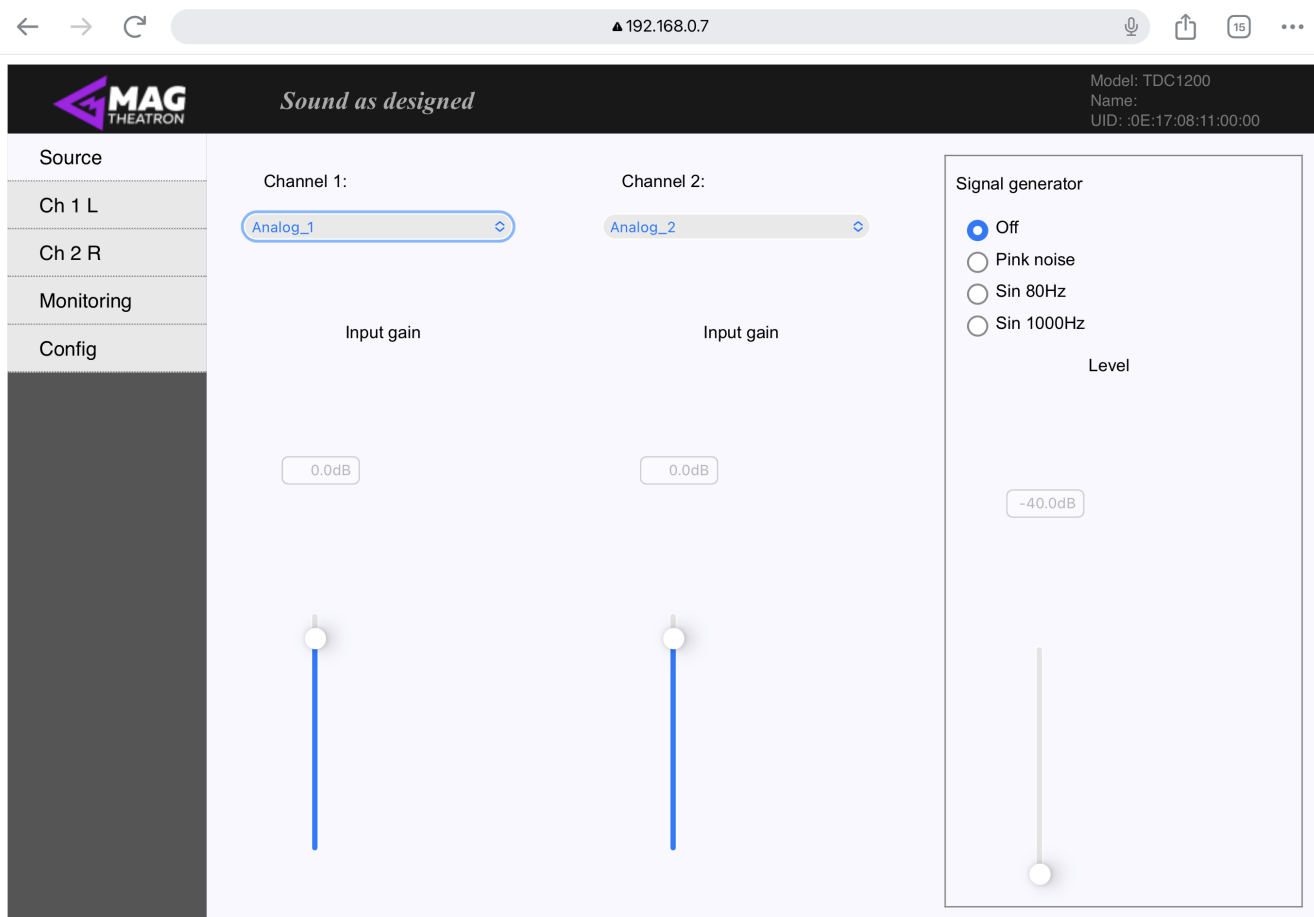 192.168.0.7
15
MAG
THEATRON
Sound as designed
Model: TDC1200
Name:
UID: :0E:17:08:11:00:00
Source
Ch 1 L
Ch 2 R
Monitoring
Config
Channel 1:
Analog_1
Input gain
0.0dB
Channel 2:
Analog_2
Input gain
0.0dB
Signal generator
Off
Pink noise
Sin 80Hz
Sin 1000Hz
Level
-40.0dB